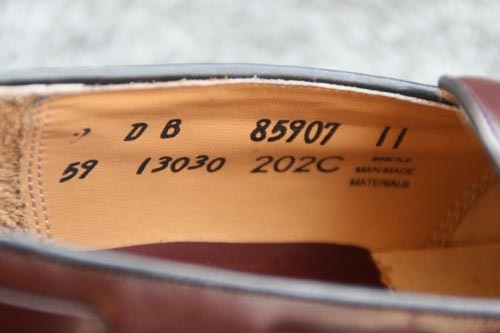 D B 85907 11
59 13030 202C INSOLE
MAN-MADE
MATERIALS